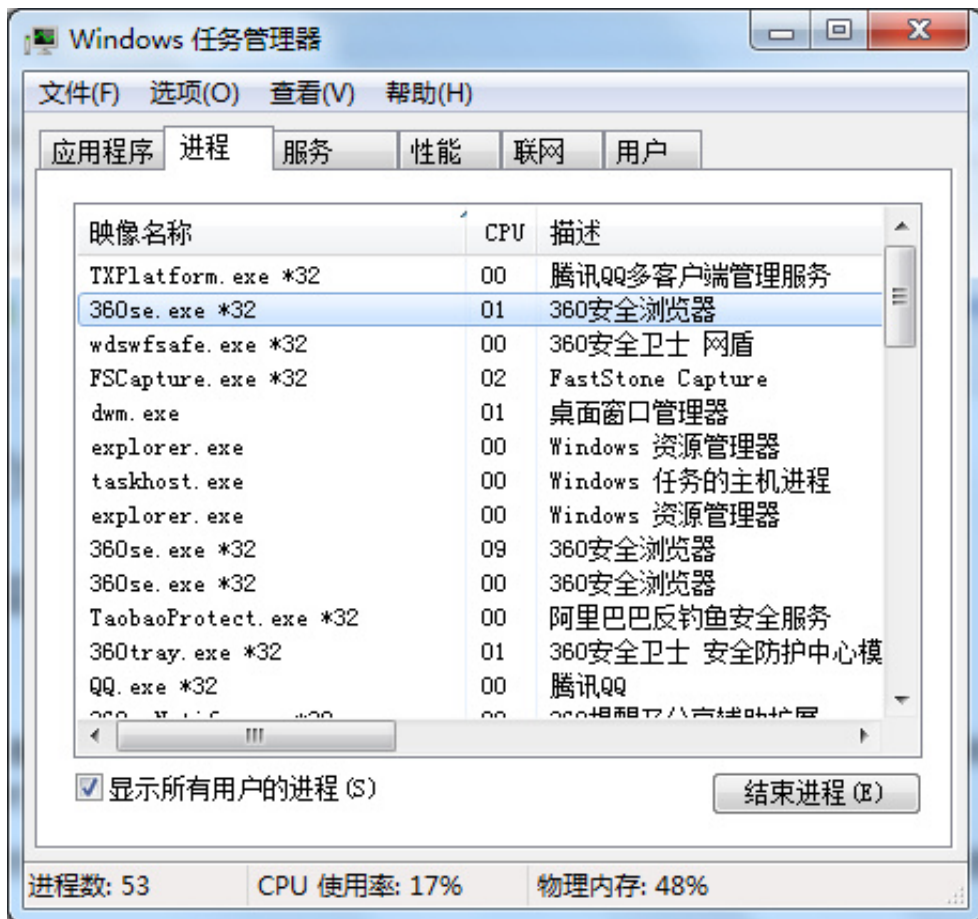 Windows 任务管理器
文件(F) 选项(O) 查看(V) 帮助(H)
应用程序 进程 服务 性能 联网 用户
映像名称 CPU 描述
TXPlatform.exe *32 00 腾讯QQ多客户端管理服务
360se.exe *32 01 360安全浏览器
wdswfsafe.exe *32 00 360安全卫士 网盾
FSCapture.exe *32 02 FastStone Capture
dwm.exe 01 桌面窗口管理器
explorer.exe 00 Windows 资源管理器
taskhost.exe 00 Windows 任务的主机进程
explorer.exe 00 Windows 资源管理器
360se.exe *32 09 360安全浏览器
360se.exe *32 00 360安全浏览器
TaobaoProtect.exe *32 00 阿里巴巴反钓鱼安全服务
360tray.exe *32 01 360安全卫士 安全防护中心模
QQ.exe *32 00 腾讯QQ
显示所有用户的进程(S) 结束进程(E)
进程数: 53 CPU 使用率: 17% 物理内存: 48%